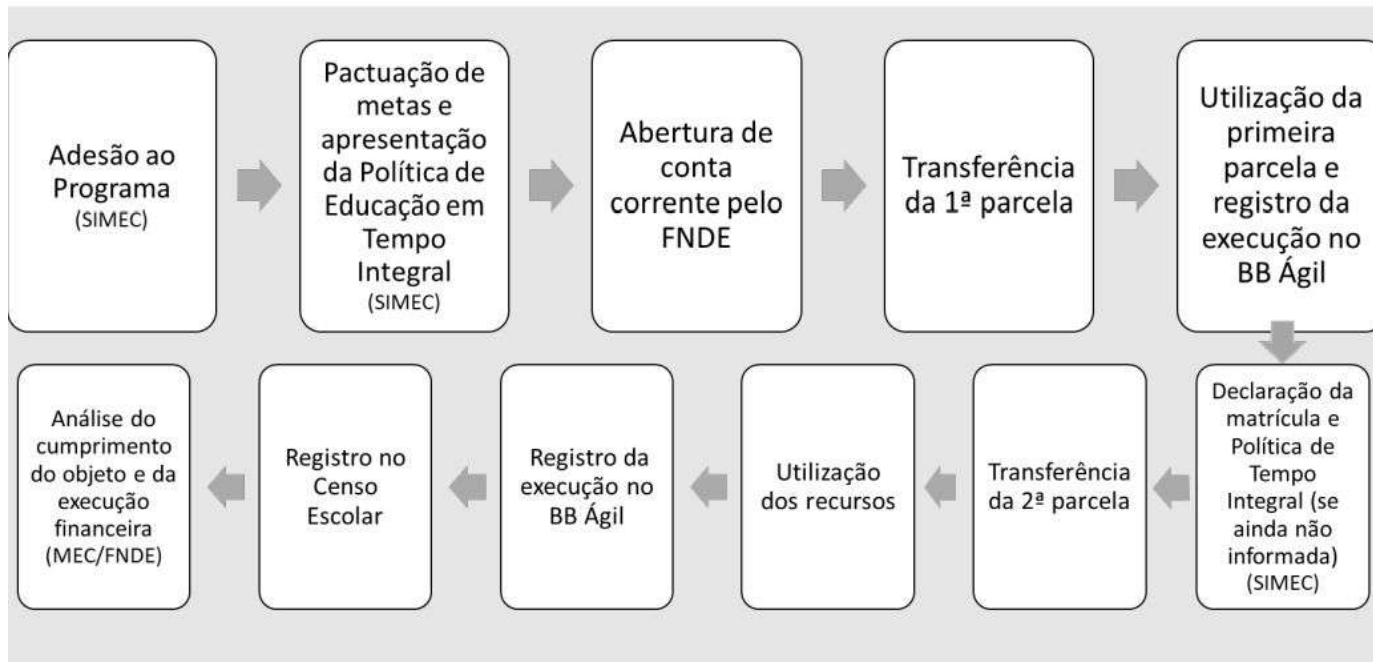 Adesão ao
Programa
(SIMEC)
Pactuação de
metas e
apresentação
da Política de
Educação em
Tempo
Integral
(SIMEC)
Abertura de
conta
corrente pelo
FNDE
Transferência
da 1ª parcela
Utilização da
primeira
parcela e
registro da
execução no
BB Ágil
Declaração da
matrícula e
Política de
Tempo
Integral (se
ainda não
informada)
(SIMEC)
Transferência
da 2ª parcela
Utilização
dos recursos
Registro da
execução no
BB Ágil
Registro no
Censo
Escolar
Análise do
cumprimento
do objeto e da
execução
financeira
(MEC/FNDE)